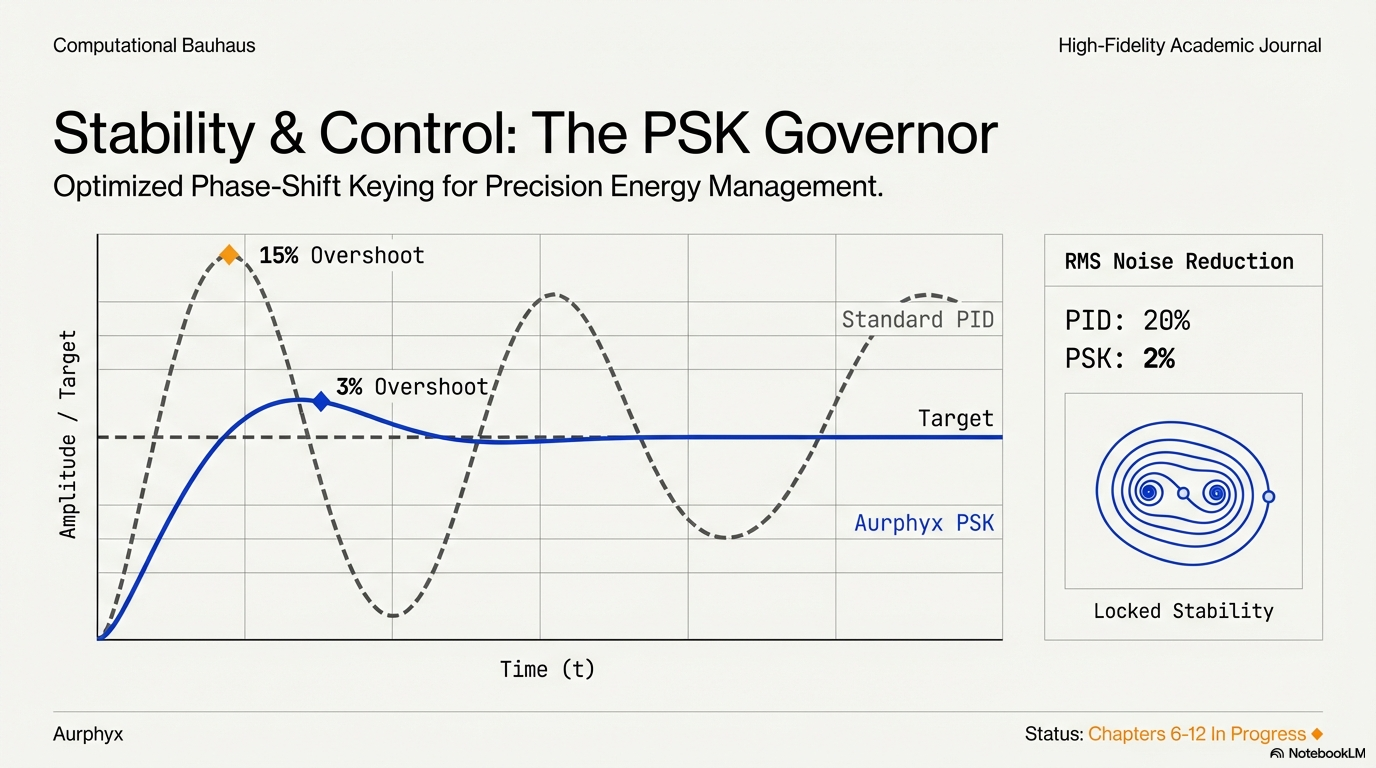 Computational Bauhaus
High-Fidelity Academic Journal
Stability & Control: The PSK Governor
Optimized Phase-Shift Keying for Precision Energy Management.
15% Overshoot
3% Overshoot
Standard PID
Target
Aurphyx PSK
Amplitude / Target
Time (t)
RMS Noise Reduction
PID: 20%
PSK: 2%
Locked Stability
Aurphyx
Status: Chapters 6-12 In Progress
NotebookLM